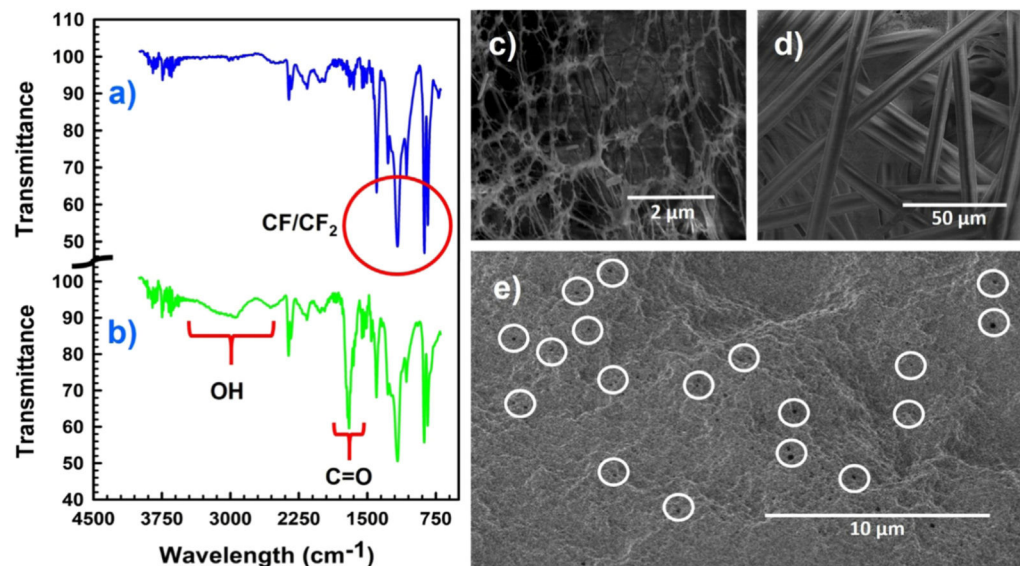 100
90
80
70
60
50
100
90
80
70
60
50
40
Transmittance
Transmittance
a)
CF/CF₂
b)
OH
C=O
4500 3750 3000 2250 1500 750
Wavelength (cm⁻¹)
c)
2 µm
d)
50 µm
e)
10 µm